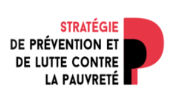 STRATÉGIE
DE PRÉVENTION ET
DE LUTTE CONTRE
LA PAUVRETÉ